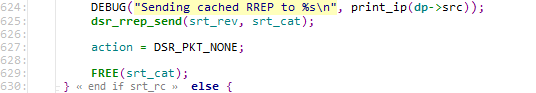 624: DEBUG("Sending cached RREP to %s\n", print_ip(dp->src));
625: dsr_rrep_send(srt_rev, srt_cat);
626:
627: action = DSR_PKT_NONE;
628:
629: FREE(srt_cat);
630: } « end if srt_rc » else {